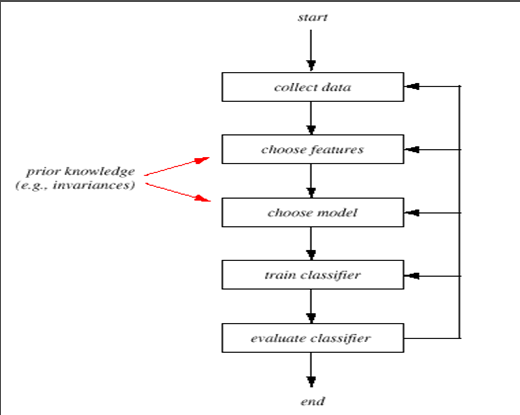 start
collect data
choose features
prior knowledge
(e.g., invariances)
choose model
train classifier
evaluate classifier
end